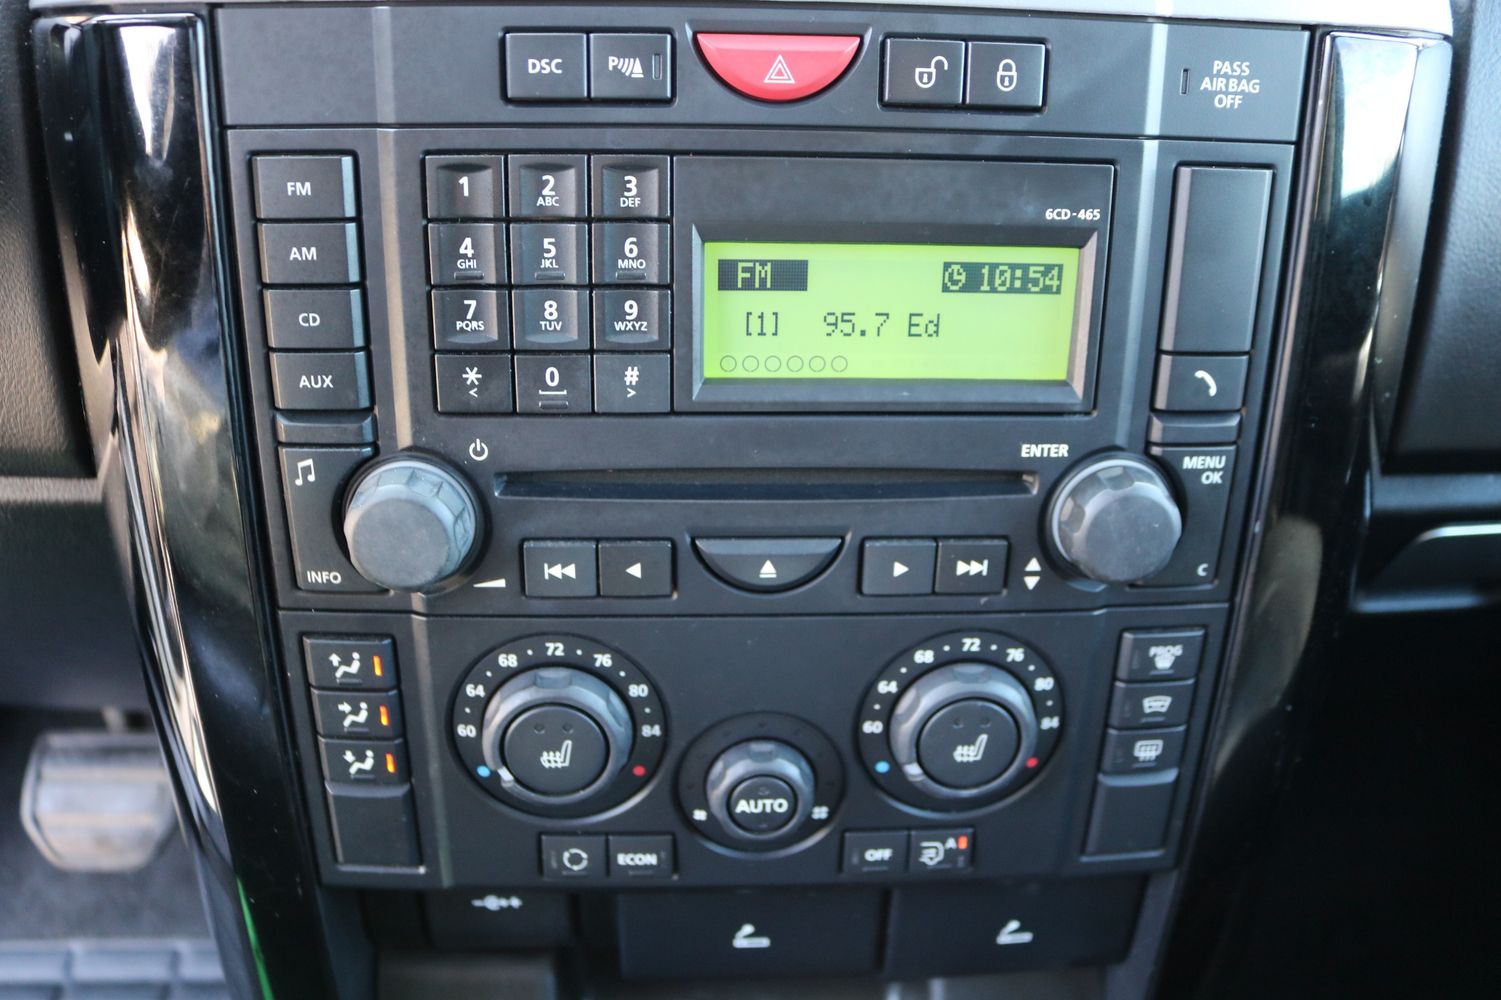 DSC P
PASS
AIR BAG
OFF
FM
AM
CD
AUX
1 2 3
ABC DEF
4 5 6
GHI JKL MNO
7 8 9
PQRS TUV WXYZ
* 0 #
< >
6CD-465
FM 10:54
[1] 95.7 Ed
ENTER
MENU
OK
INFO
C
60 64 68 72 76 80 84
60 64 68 72 76 80 84
AUTO
PROG
ECON
OFF
A